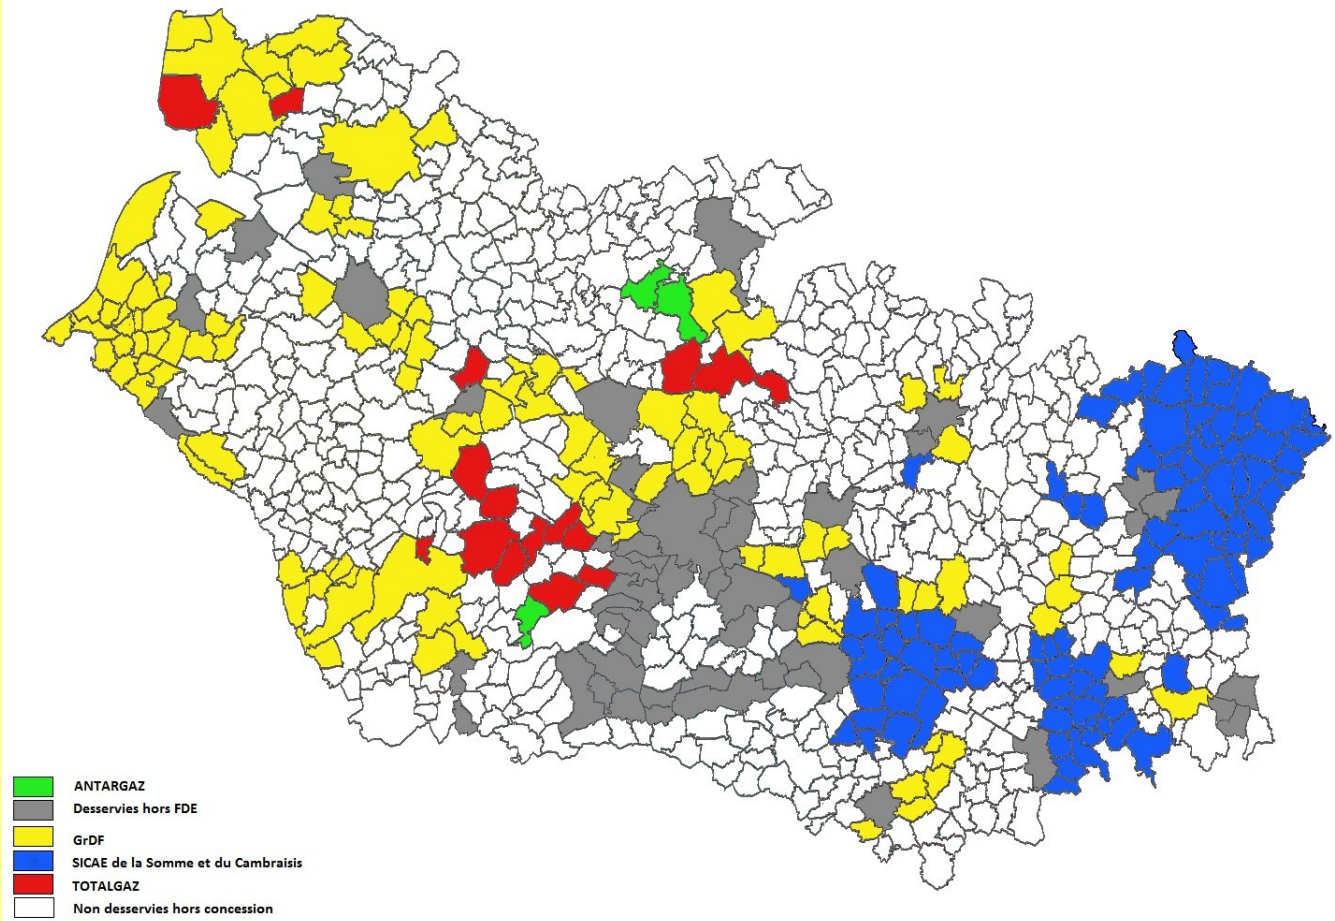 ANTARGAZ
Desservies hors FDE
GrDF
SICAE de la Somme et du Cambraisis
TOTALGAZ
Non desservies hors concession